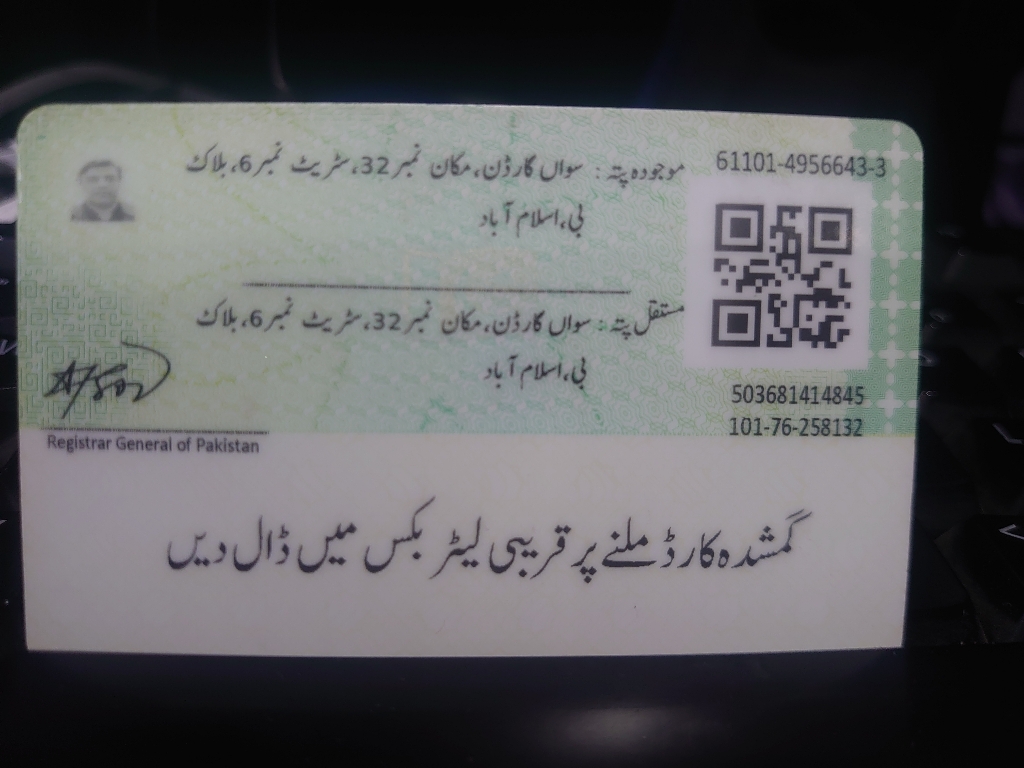 61101-4956643-3
موجودہ پتہ : سواں گارڈن، مکان نمبر 32، سٹریٹ نمبر 6، بلاک
بی، اسلام آباد
مستقل پتہ : سواں گارڈن، مکان نمبر 32، سٹریٹ نمبر 6، بلاک
بی، اسلام آباد
503681414845
101-76-258132
Registrar General of Pakistan
گمشدہ کارڈ ملنے پر قریبی لیٹر بکس میں ڈال دیں